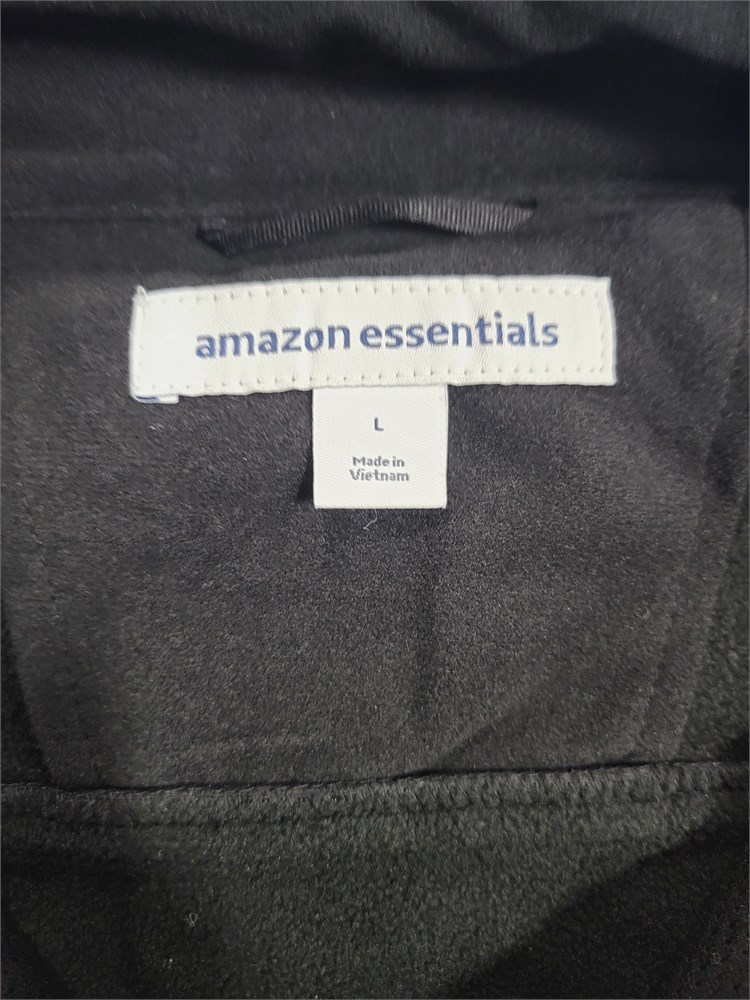 amazon essentials
L
Made in
Vietnam